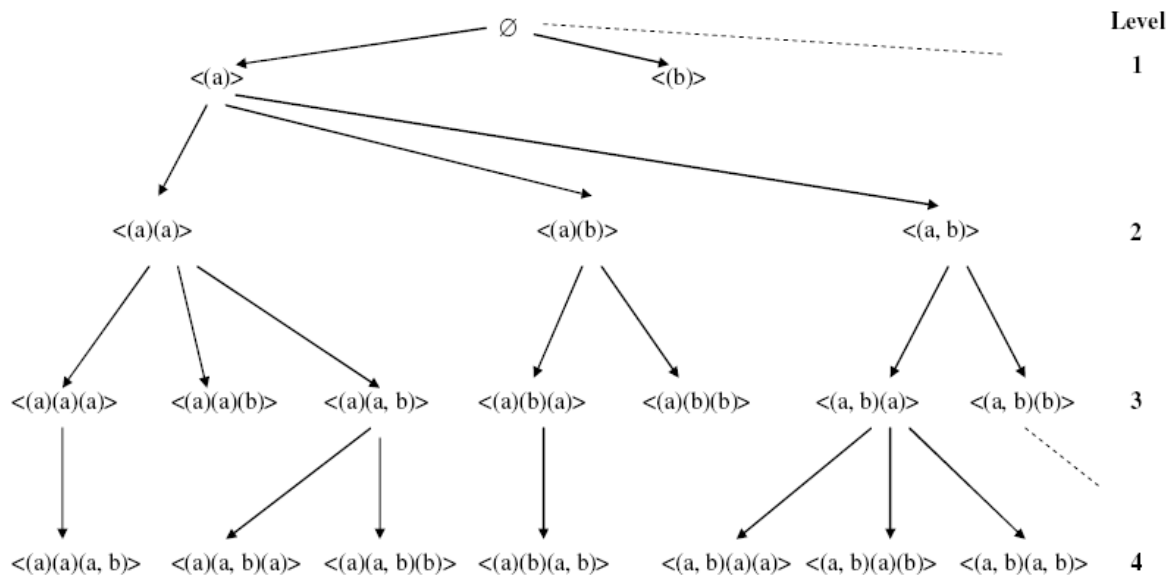 ∅ Level
<(a)> <(b)> 1
<(a)(a)> <(a)(b)> <(a, b)> 2
<(a)(a)(a)> <(a)(a)(b)> <(a)(a, b)> <(a)(b)(a)> <(a)(b)(b)> <(a, b)(a)> <(a, b)(b)> 3
<(a)(a)(a, b)> <(a)(a, b)(a)> <(a)(a, b)(b)> <(a)(b)(a, b)> <(a, b)(a)(a)> <(a, b)(a)(b)> <(a, b)(a, b)> 4